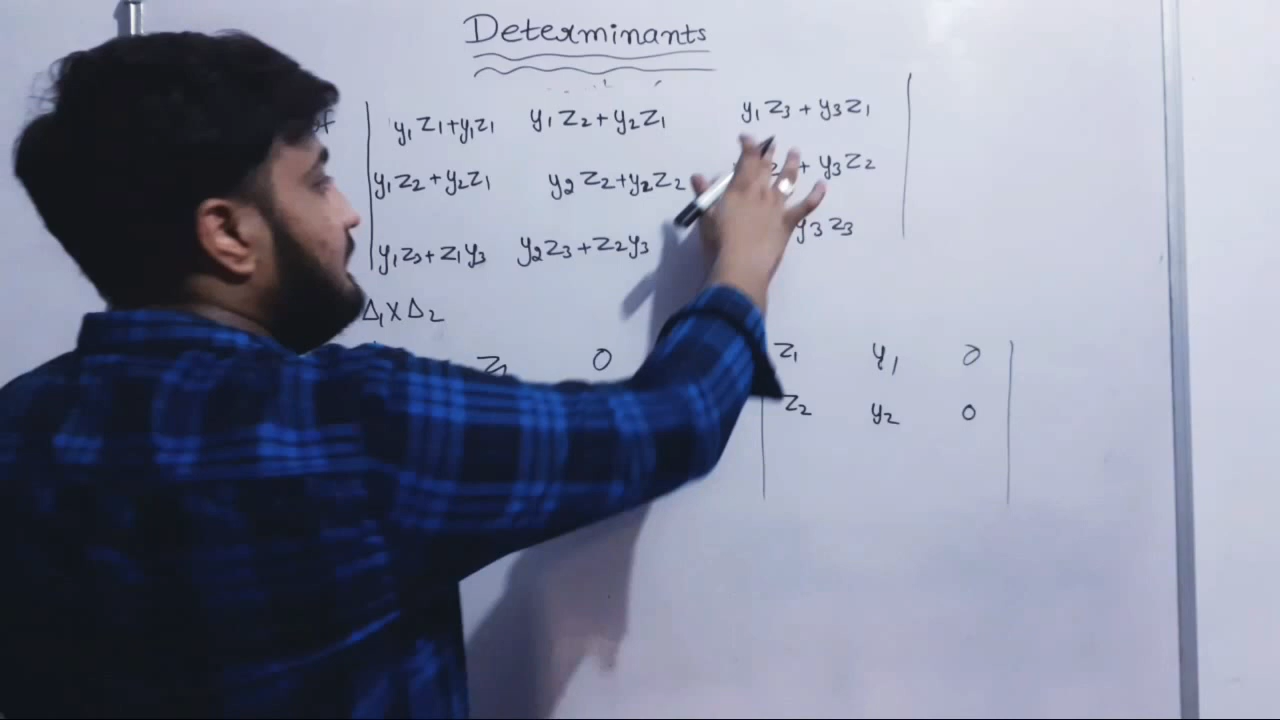 Determinants
of y₁z₁+y₁z₁ y₁z₂+y₂z₁ y₁z₃+y₃z₁
y₁z₂+y₂z₁ y₂z₂+y₂z₂ + y₃z₂
y₁z₃+z₁y₃ y₂z₃+z₂y₃ y₃z₃
Δ₁×Δ₂
0 z₁ y₁ 0
z₂ y₂ 0